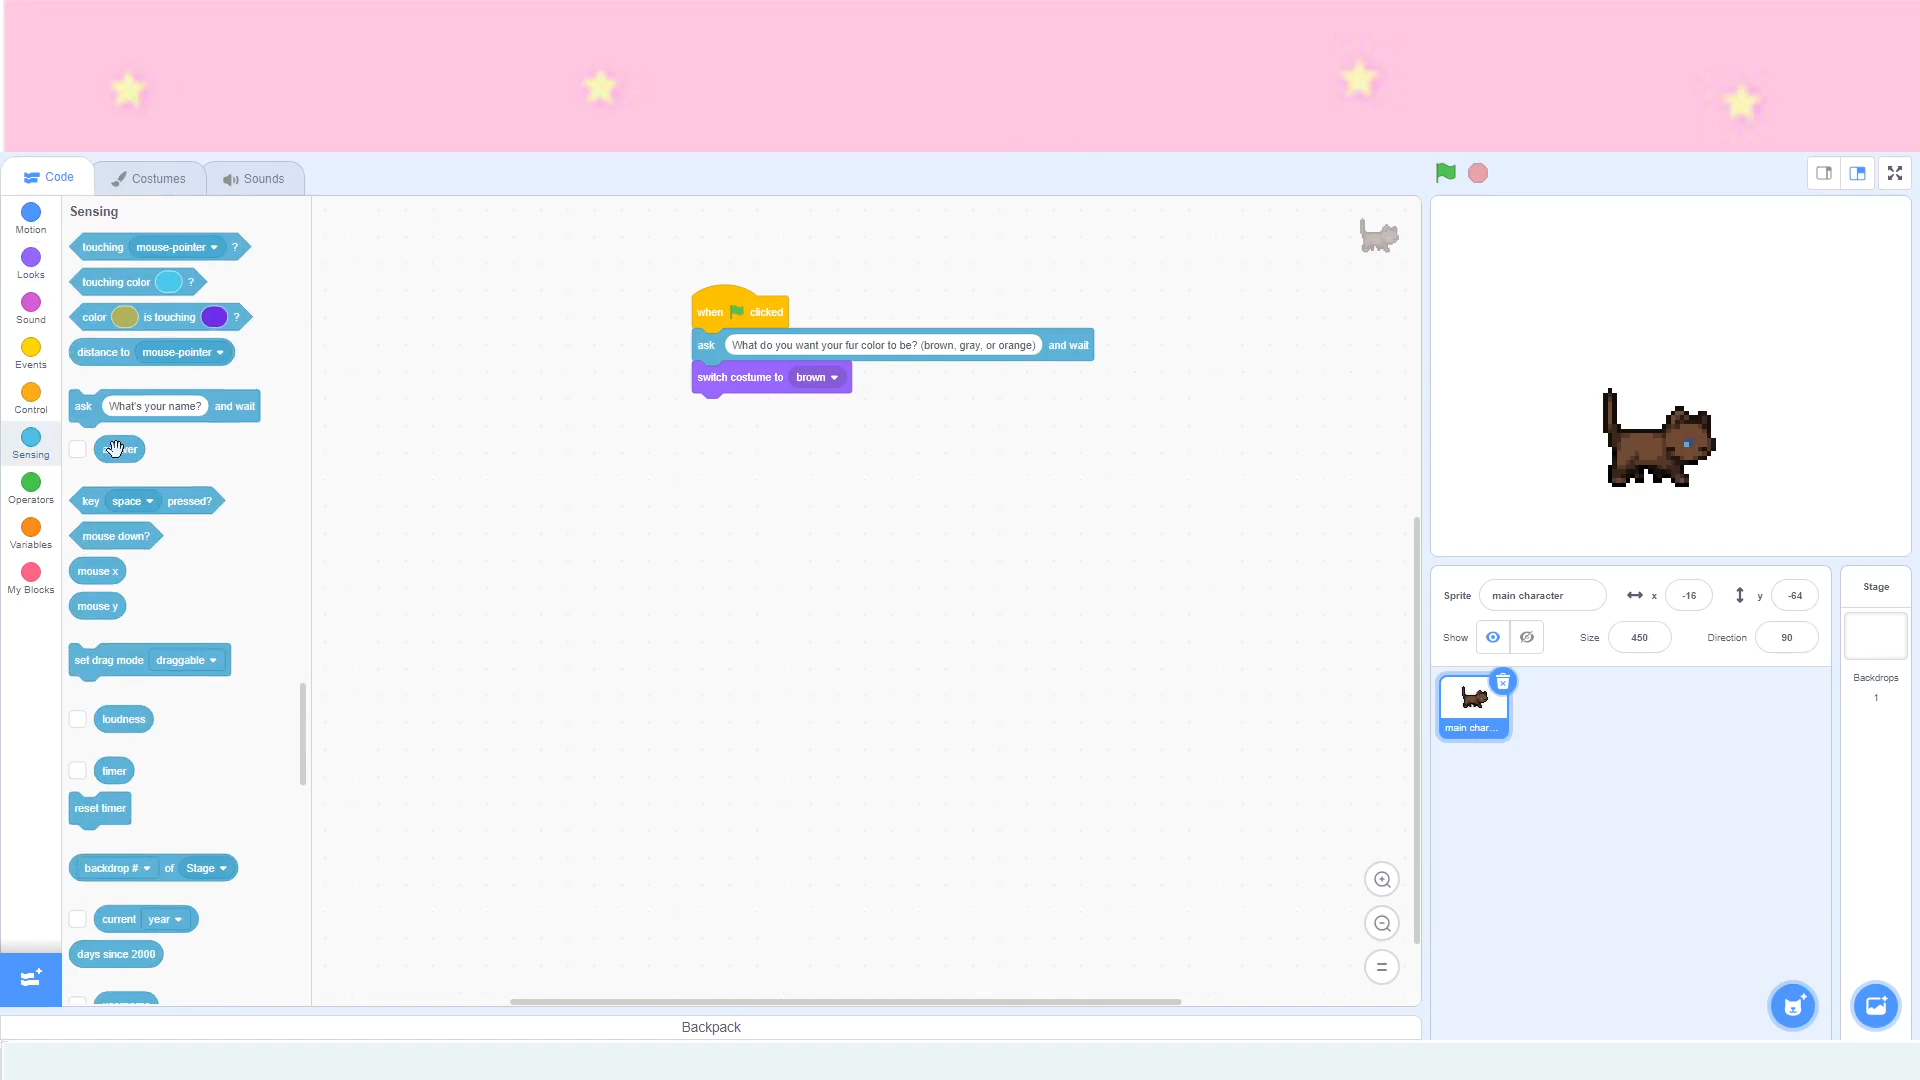 Code
Costumes
Sounds
Motion
Looks
Sound
Events
Control
Sensing
Operators
Variables
My Blocks
Sensing
touching mouse-pointer ?
touching color ?
color is touching ?
distance to mouse-pointer
ask What's your name? and wait
key space pressed?
mouse down?
mouse x
mouse y
set drag mode draggable
loudness
timer
reset timer
backdrop # of Stage
current year
days since 2000
when clicked
ask What do you want your fur color to be? (brown, gray, or orange) and wait
switch costume to brown
Backpack
Sprite main character x -16 y -64
Show Size 450 Direction 90
main char...
Stage
Backdrops
1